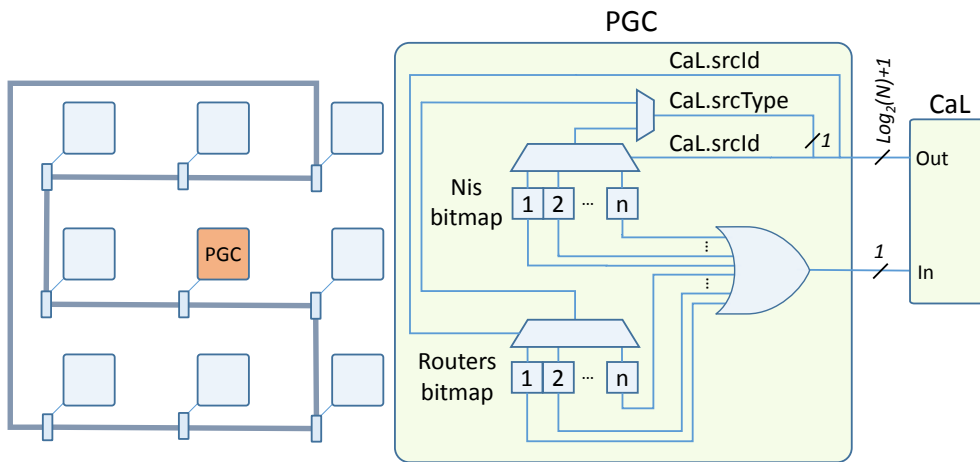 PGC
PGC
CaL.srcId
CaL.srcType
CaL.srcId
1
Log2(N)+1
CaL
Out
In
Nis
bitmap
1 2 ... n
...
...
1
Routers
bitmap
1 2 ... n